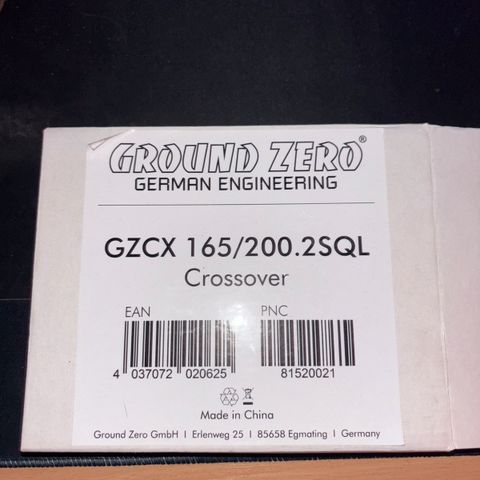 GROUND ZERO®
GERMAN ENGINEERING
GZCX 165/200.2SQL
Crossover
EAN PNC
4 037072 020625 81520021
Made in China
Ground Zero GmbH I Erlenweg 25 I 85658 Egmating I Germany